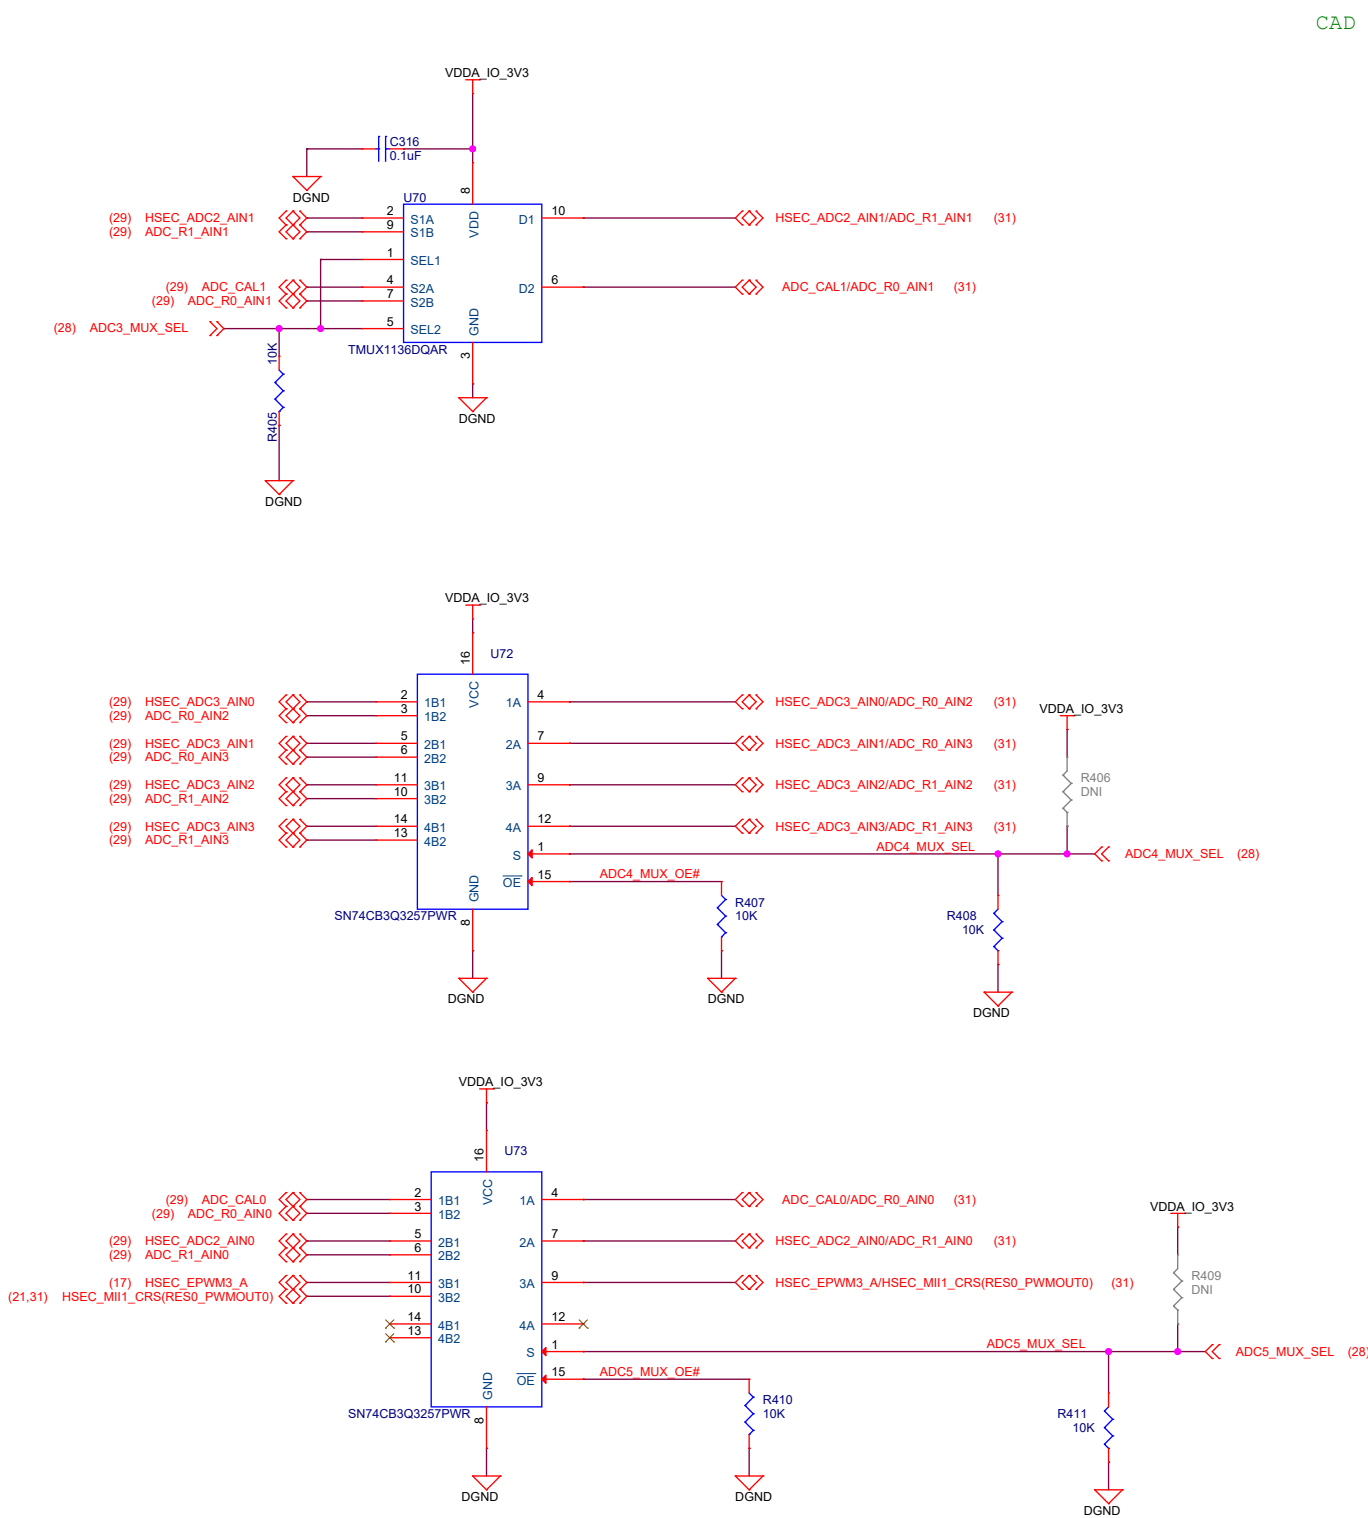 CAD
VDDA_IO_3V3
C316
0.1uF
DGND
8
U70
VDD
(29) HSEC_ADC2_AIN1 2 S1A D1 10 HSEC_ADC2_AIN1/ADC_R1_AIN1 (31)
(29) ADC_R1_AIN1 9 S1B
1 SEL1
(29) ADC_CAL1 4 S2A D2 6 ADC_CAL1/ADC_R0_AIN1 (31)
(29) ADC_R0_AIN1 7 S2B
(28) ADC3_MUX_SEL 5 SEL2
GND
TMUX1136DQAR
3
10K
R405
DGND
DGND
VDDA_IO_3V3
16
U72
VCC
(29) HSEC_ADC3_AIN0 2 1B1 1A 4 HSEC_ADC3_AIN0/ADC_R0_AIN2 (31)
(29) ADC_R0_AIN2 3 1B2
VDDA_IO_3V3
(29) HSEC_ADC3_AIN1 5 2B1 2A 7 HSEC_ADC3_AIN1/ADC_R0_AIN3 (31)
(29) ADC_R0_AIN3 6 2B2
(29) HSEC_ADC3_AIN2 11 3B1 3A 9 HSEC_ADC3_AIN2/ADC_R1_AIN2 (31)
R406
DNI
(29) ADC_R1_AIN2 10 3B2
(29) HSEC_ADC3_AIN3 14 4B1 4A 12 HSEC_ADC3_AIN3/ADC_R1_AIN3 (31)
(29) ADC_R1_AIN3 13 4B2
S 1 ADC4_MUX_SEL ADC4_MUX_SEL (28)
OE 15 ADC4_MUX_OE#
GND
R407
10K
R408
10K
SN74CB3Q3257PWR
8
DGND
DGND
DGND
VDDA_IO_3V3
16
U73
VCC
(29) ADC_CAL0 2 1B1 1A 4 ADC_CAL0/ADC_R0_AIN0 (31)
(29) ADC_R0_AIN0 3 1B2
VDDA_IO_3V3
(29) HSEC_ADC2_AIN0 5 2B1 2A 7 HSEC_ADC2_AIN0/ADC_R1_AIN0 (31)
(29) ADC_R1_AIN0 6 2B2
(17) HSEC_EPWM3_A 11 3B1 3A 9 HSEC_EPWM3_A/HSEC_MII1_CRS(RES0_PWMOUT0) (31)
R409
DNI
(21,31) HSEC_MII1_CRS(RES0_PWMOUT0) 10 3B2
14 4B1 4A 12
13 4B2
S 1 ADC5_MUX_SEL ADC5_MUX_SEL (28)
OE 15 ADC5_MUX_OE#
GND
R410
10K
R411
10K
SN74CB3Q3257PWR
8
DGND
DGND
DGND